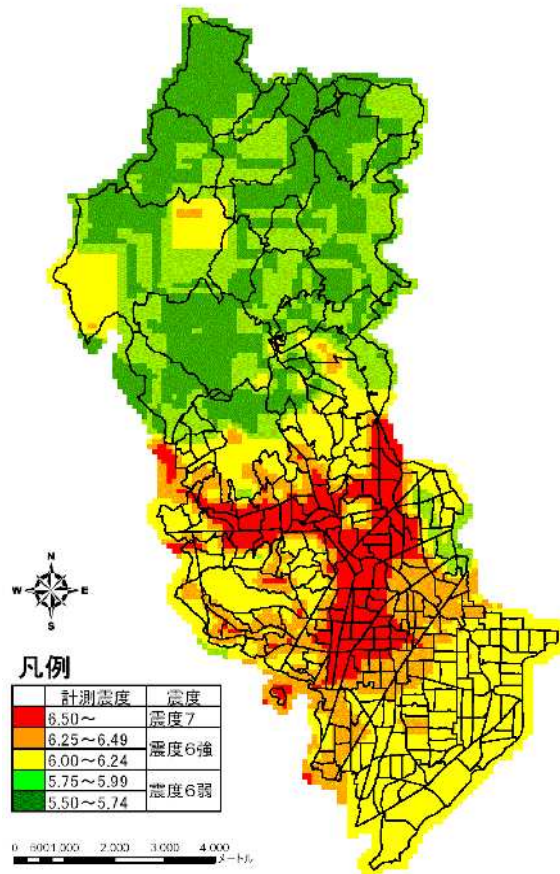 N
W E
S
凡例
計測震度 震度
6.50～ 震度7
6.25～6.49 震度6強
6.00～6.24
5.75～5.99 震度6弱
5.50～5.74
0 5001,000 2,000 3,000 4,000
メートル